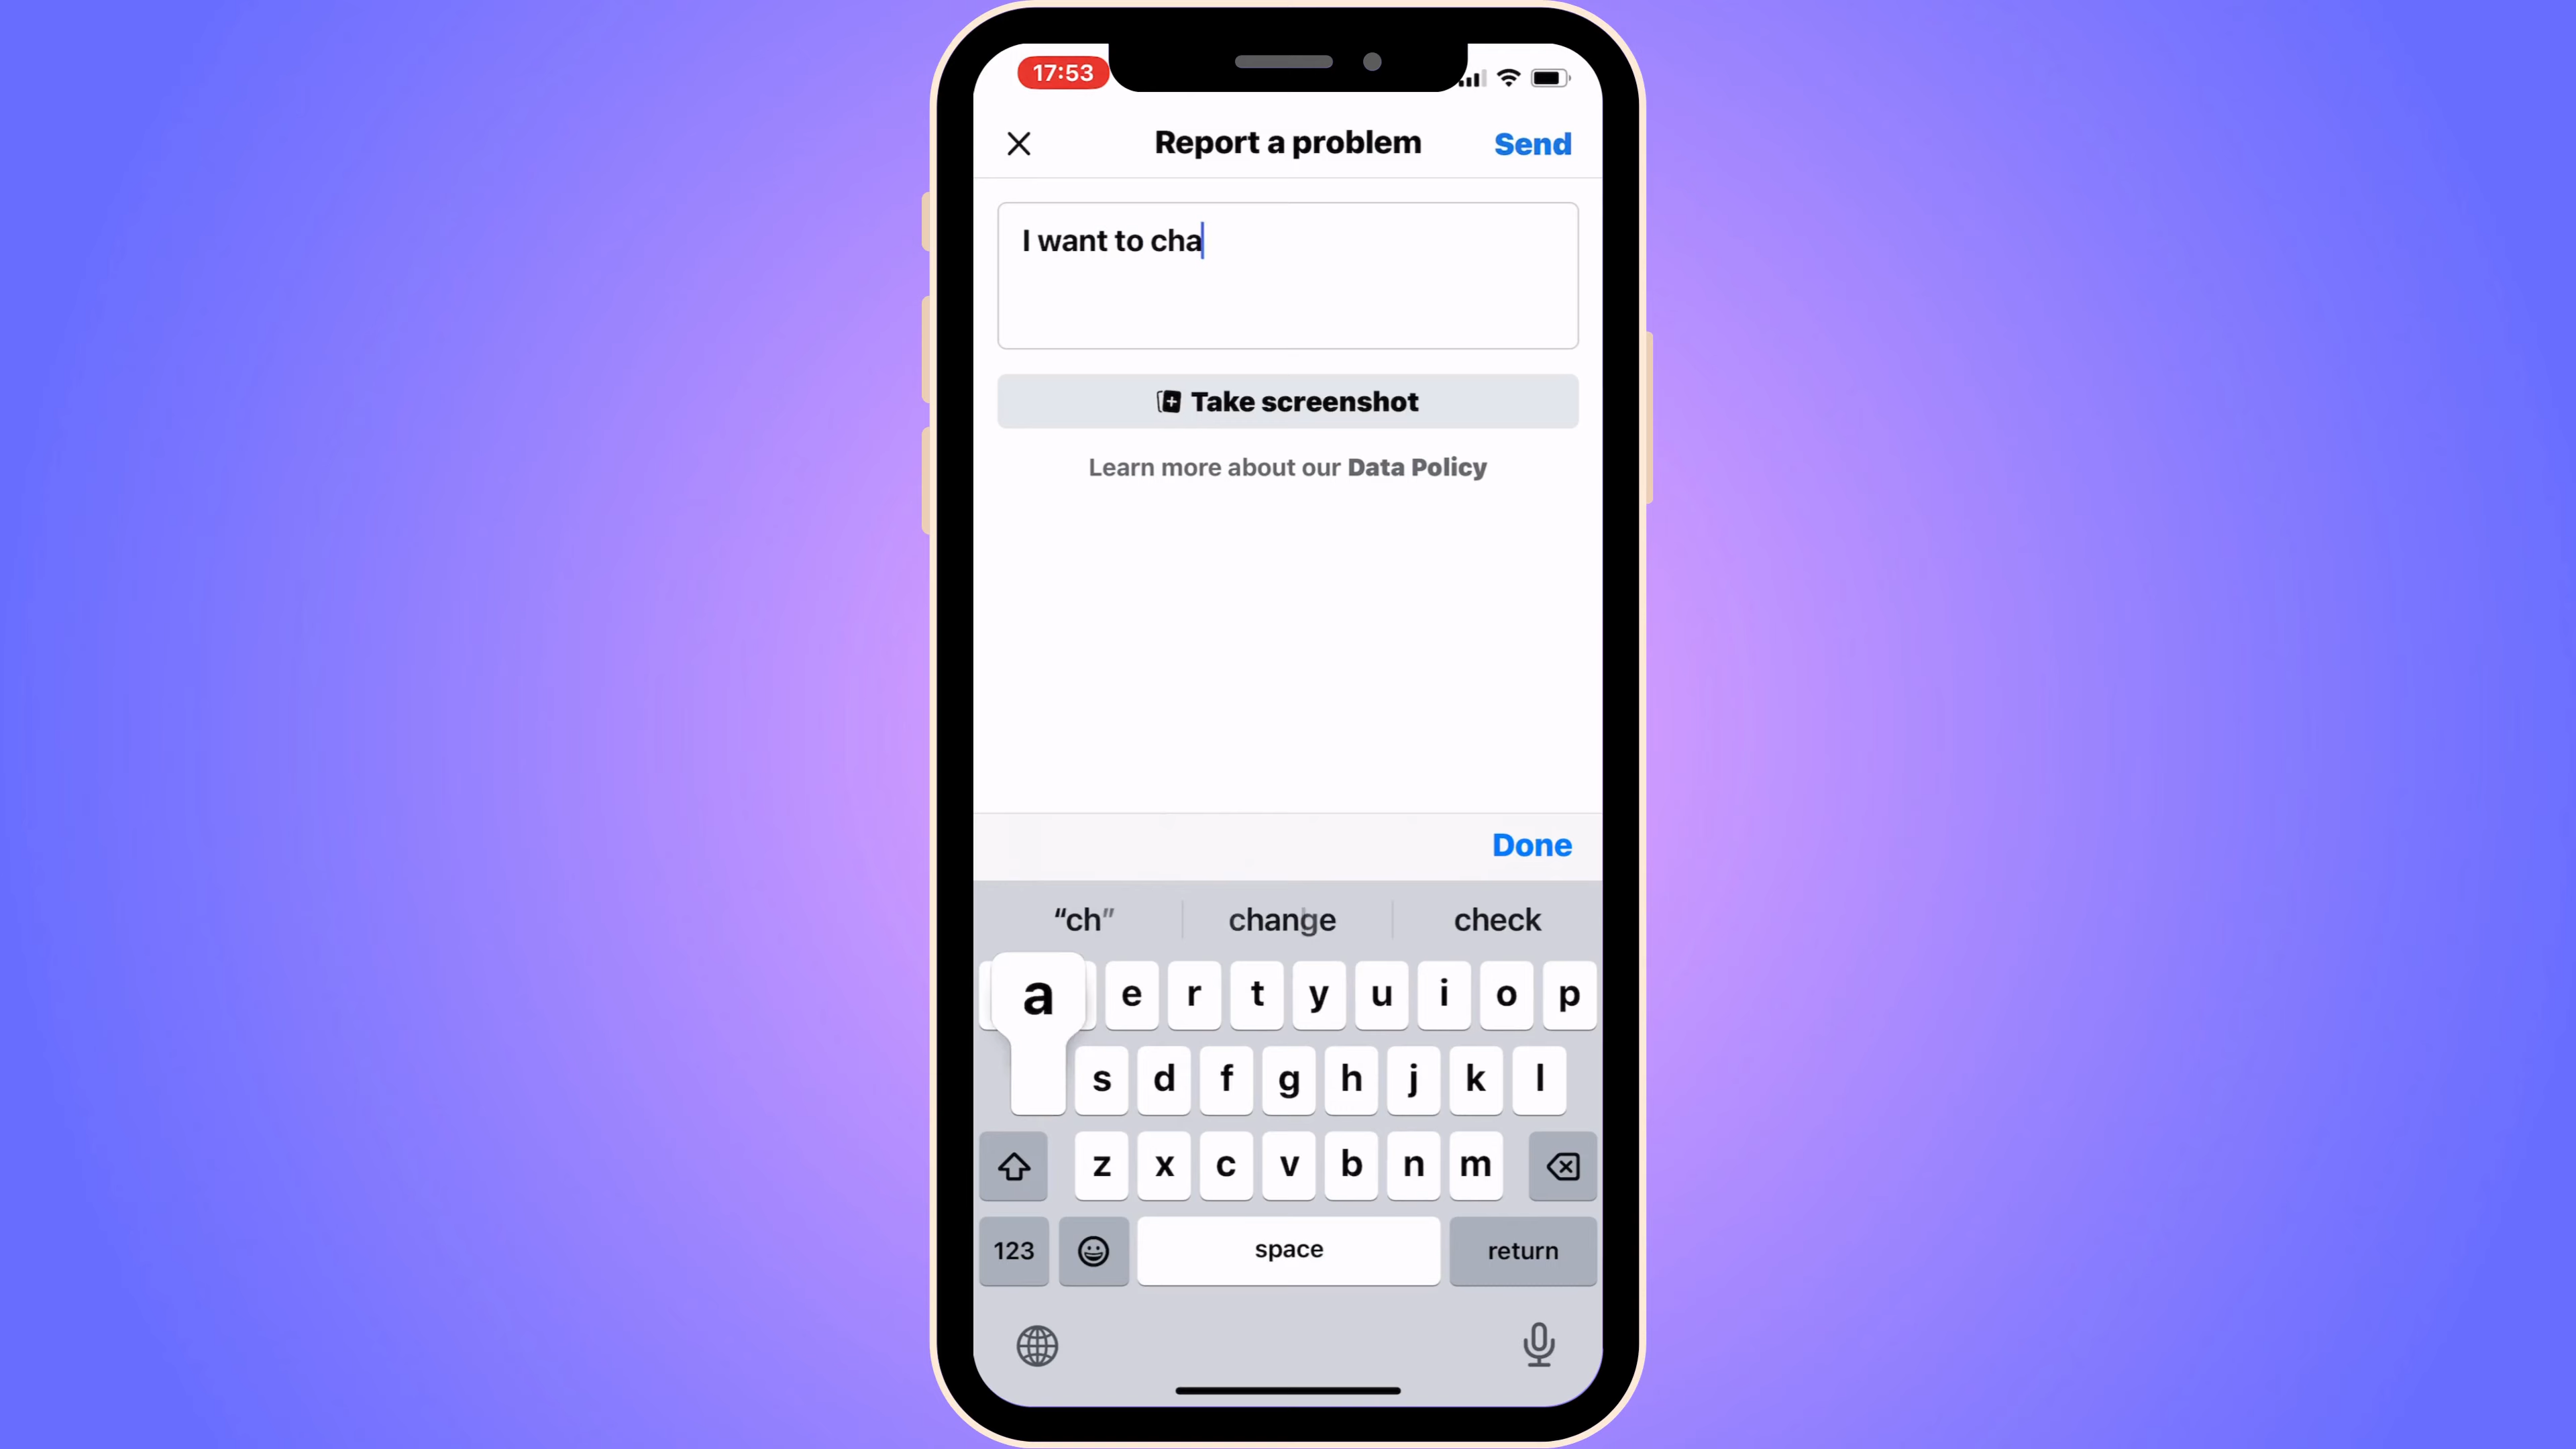 17:53
Report a problem
Send
I want to cha
Take screenshot
Learn more about our Data Policy
Done
“ch” change check
a e r t y u i o p
s d f g h j k l
z x c v b n m
123 space return